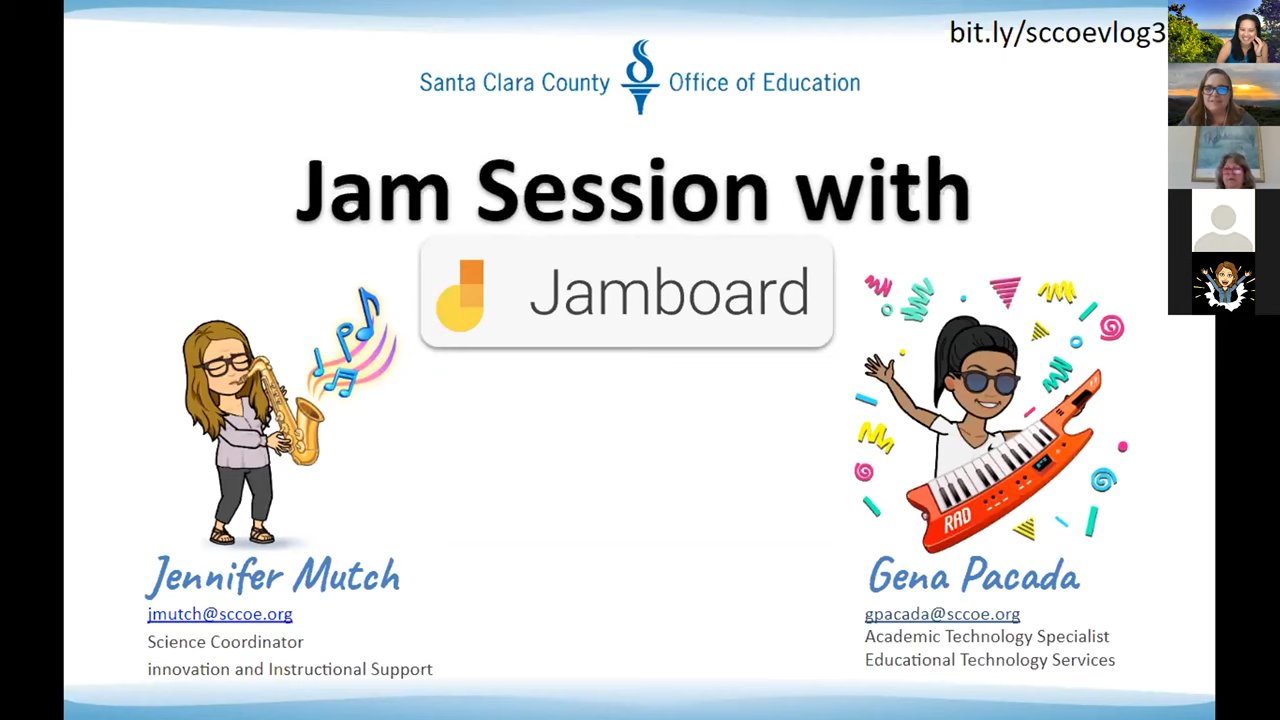 bit.ly/sccoevlog3
Santa Clara County Office of Education
Jam Session with
Jamboard
RAD
Jennifer Mutch
jmutch@sccoe.org
Science Coordinator
innovation and Instructional Support
Gena Pacada
gpacada@sccoe.org
Academic Technology Specialist
Educational Technology Services